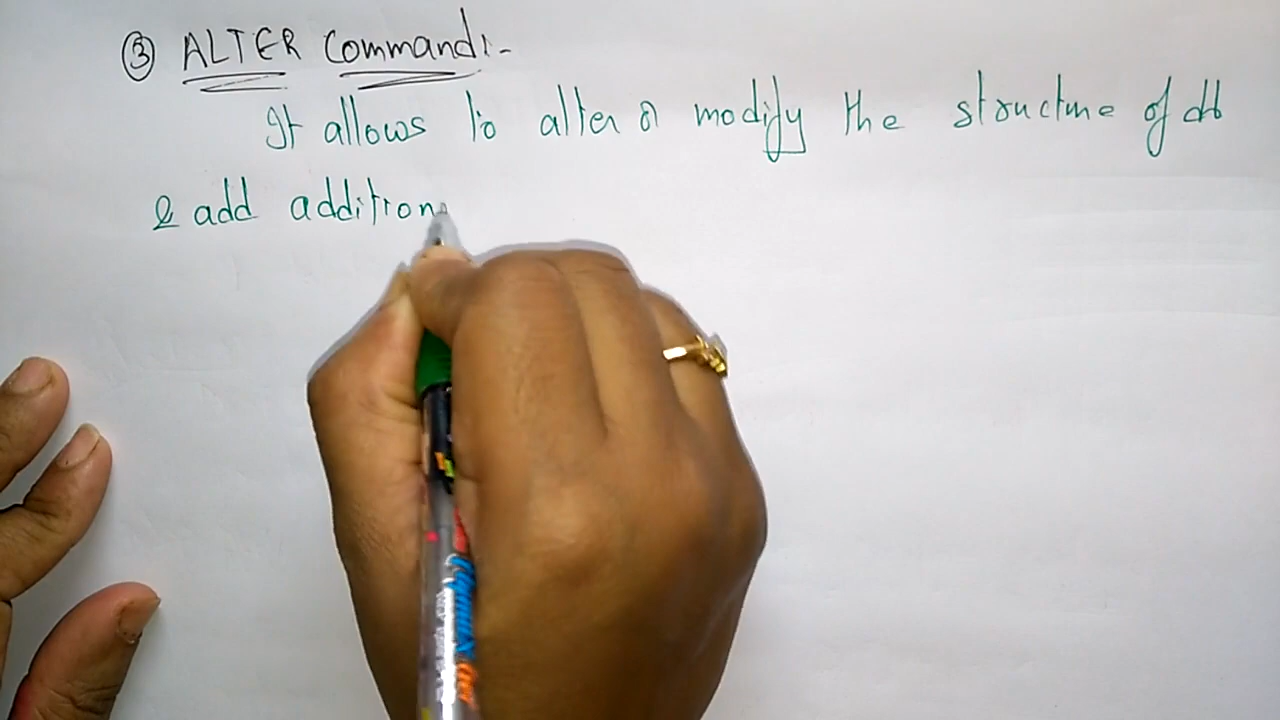 ③ ALTER Command:-
It allows to alter or modify the structure of db
& add addition